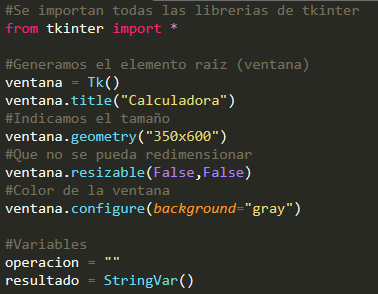 #Se importan todas las librerias de tkinter
from tkinter import *
#Generamos el elemento raiz (ventana)
ventana = Tk()
ventana.title("Calculadora")
#Indicamos el tamaño
ventana.geometry("350x600")
#Que no se pueda redimensionar
ventana.resizable(False,False)
#Color de la ventana
ventana.configure(background="gray")
#Variables
operacion = ""
resultado = StringVar()